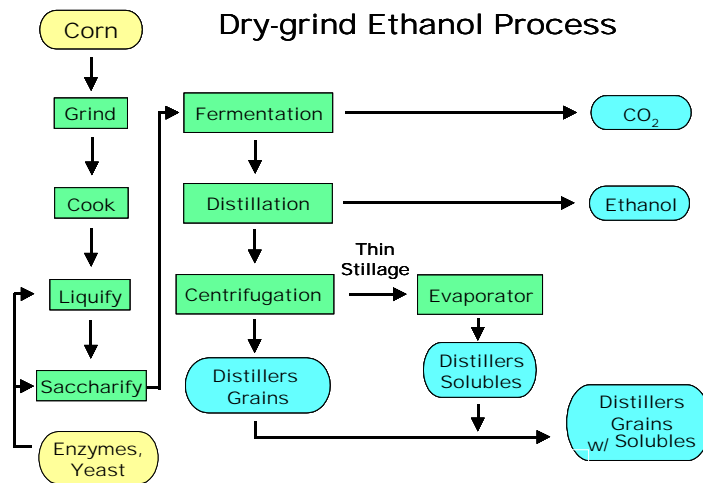 Dry-grind Ethanol Process
Corn
Grind
Cook
Liquify
Saccharify
Enzymes,
Yeast
Fermentation
CO₂
Distillation
Ethanol
Centrifugation
Thin
Stillage
Evaporator
Distillers
Grains
Distillers
Solubles
Distillers
Grains
w/ Solubles